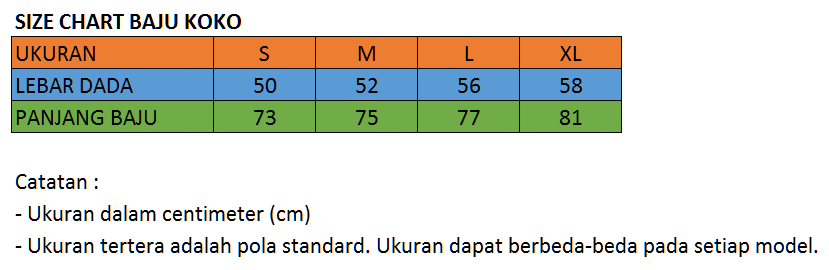 SIZE CHART BAJU KOKO
UKURAN S M L XL
LEBAR DADA 50 52 56 58
PANJANG BAJU 73 75 77 81
Catatan :
- Ukuran dalam centimeter (cm)
- Ukuran tertera adalah pola standard. Ukuran dapat berbeda-beda pada setiap model.